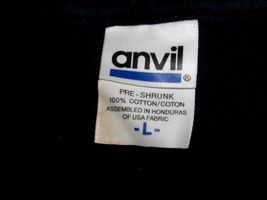 anvil
®
PRE-SHRUNK
100% COTTON/COTON
ASSEMBLED IN HONDURAS
OF USA FABRIC
-L-